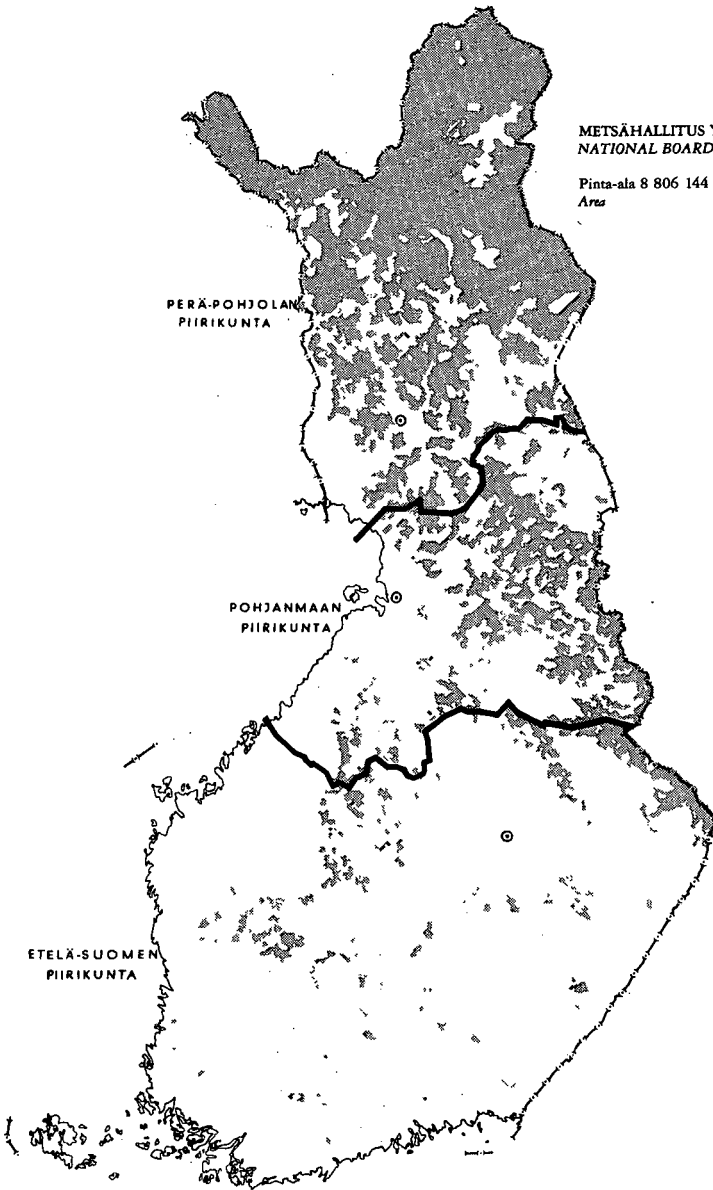 METSÄHALLITUS
NATIONAL BOARD
Pinta-ala 8 806 144
Area
PERÄ-POHJOLAN
PIIRIKUNTA
POHJANMAAN
PIIRIKUNTA
ETELÄ-SUOMEN
PIIRIKUNTA